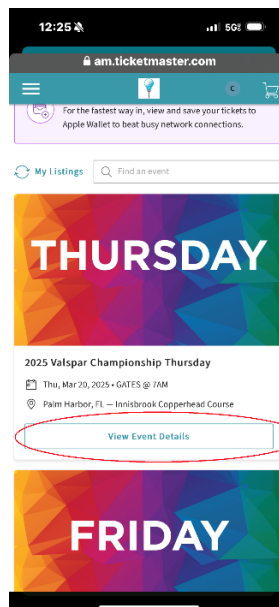 12:25
5GE
am.ticketmaster.com
C
For the fastest way in, view and save your tickets to
Apple Wallet to beat busy network connections.
My Listings
Find an event
THURSDAY
2025 Valspar Championship Thursday
Thu, Mar 20, 2025 • GATES @ 7AM
Palm Harbor, FL — Innisbrook Copperhead Course
View Event Details
FRIDAY